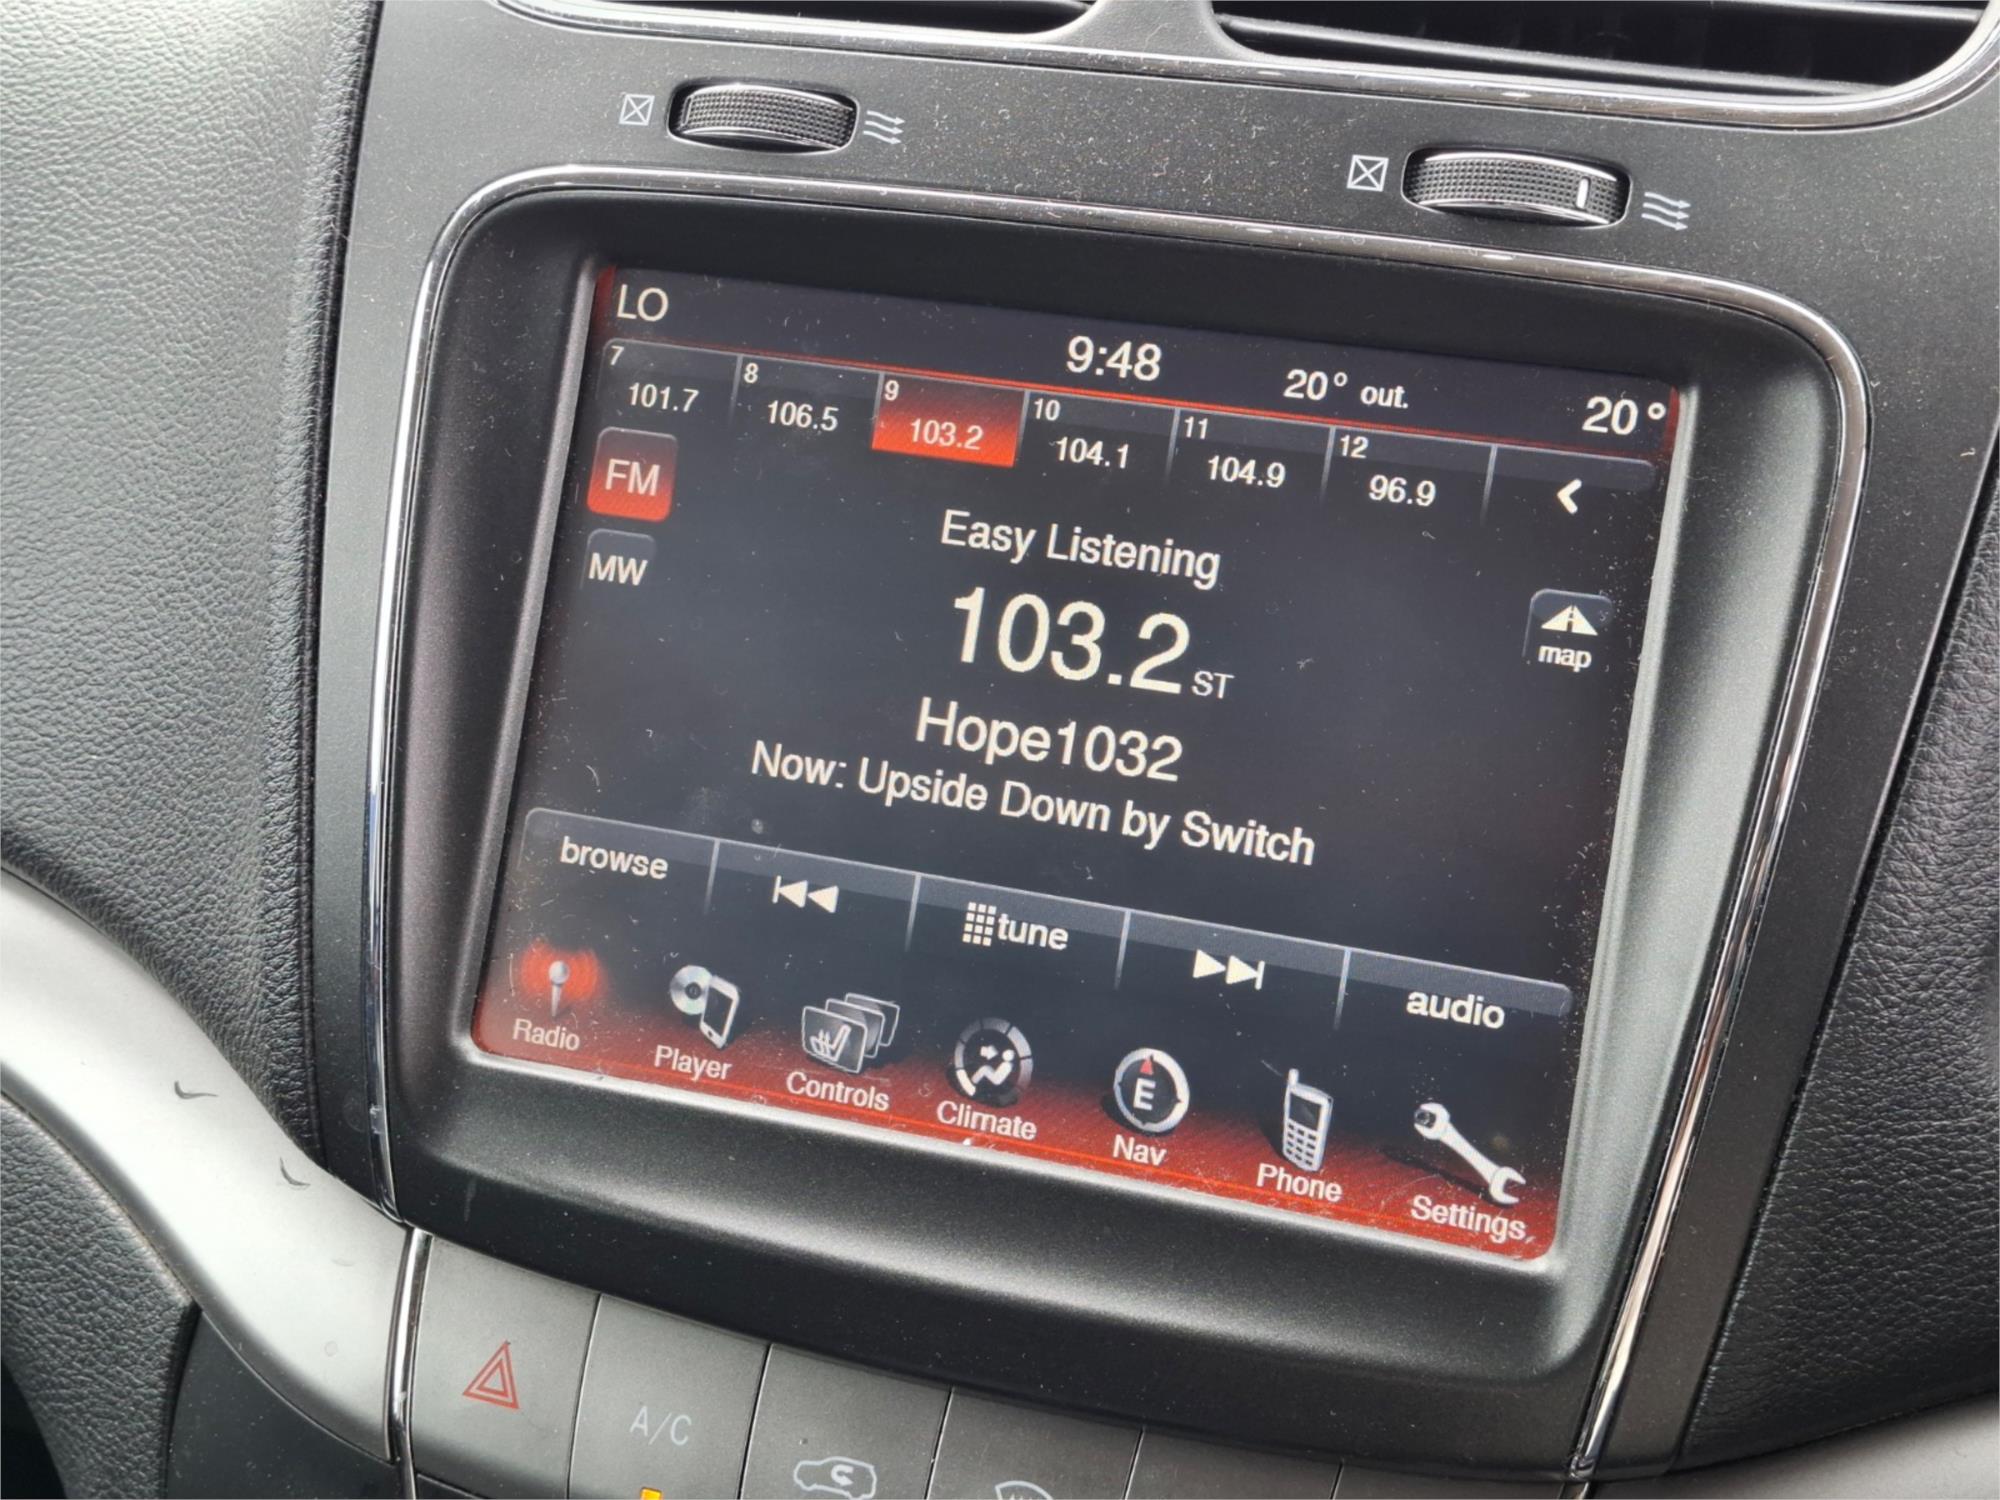 LO
9:48
20° out.
20°
7 101.7
8 106.5
9 103.2
10 104.1
11 104.9
12 96.9
FM
MW
Easy Listening
103.2 ST
Hope1032
Now: Upside Down by Switch
map
browse
tune
audio
Radio
Player
Controls
Climate
E
Nav
Phone
Settings
A/C